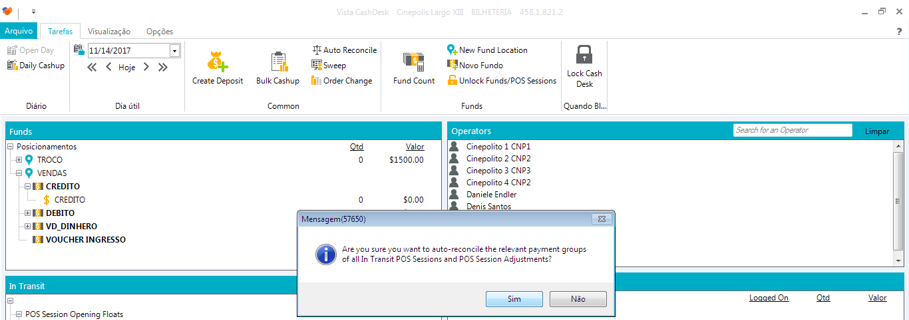 Vista CashDesk Cinepolis Largo XIII BILHETERIA 458.1.821.2
Arquivo Tarefas Visualização Opções ?
Open Day
Daily Cashup
Diário
11/14/2017
Hoje
Dia útil
Create Deposit
Bulk Cashup
Auto Reconcile
Sweep
Order Change
Common
Fund Count
New Fund Location
Novo Fundo
Unlock Funds/POS Sessions
Funds
Lock Cash
Desk
Quando Bl...
Funds
Posicionamentos Qtd Valor
TROCO 0 $1500.00
VENDAS
CREDITO
$ CREDITO 0 $0.00
DEBITO
VD_DINHERO
VOUCHER INGRESSO
Operators Search for an Operator Limpar
Cinepolito 1 CNP1
Cinepolito 2 CNP2
Cinepolito 3 CNP3
Cinepolito 4 CNP2
Daniele Endler
Denis Santos
Mensagem(57650)
Are you sure you want to auto-reconcile the relevant payment groups
of all In Transit POS Sessions and POS Session Adjustments?
Sim Não
In Transit
POS Session Opening Floats
Logged On Qtd Valor